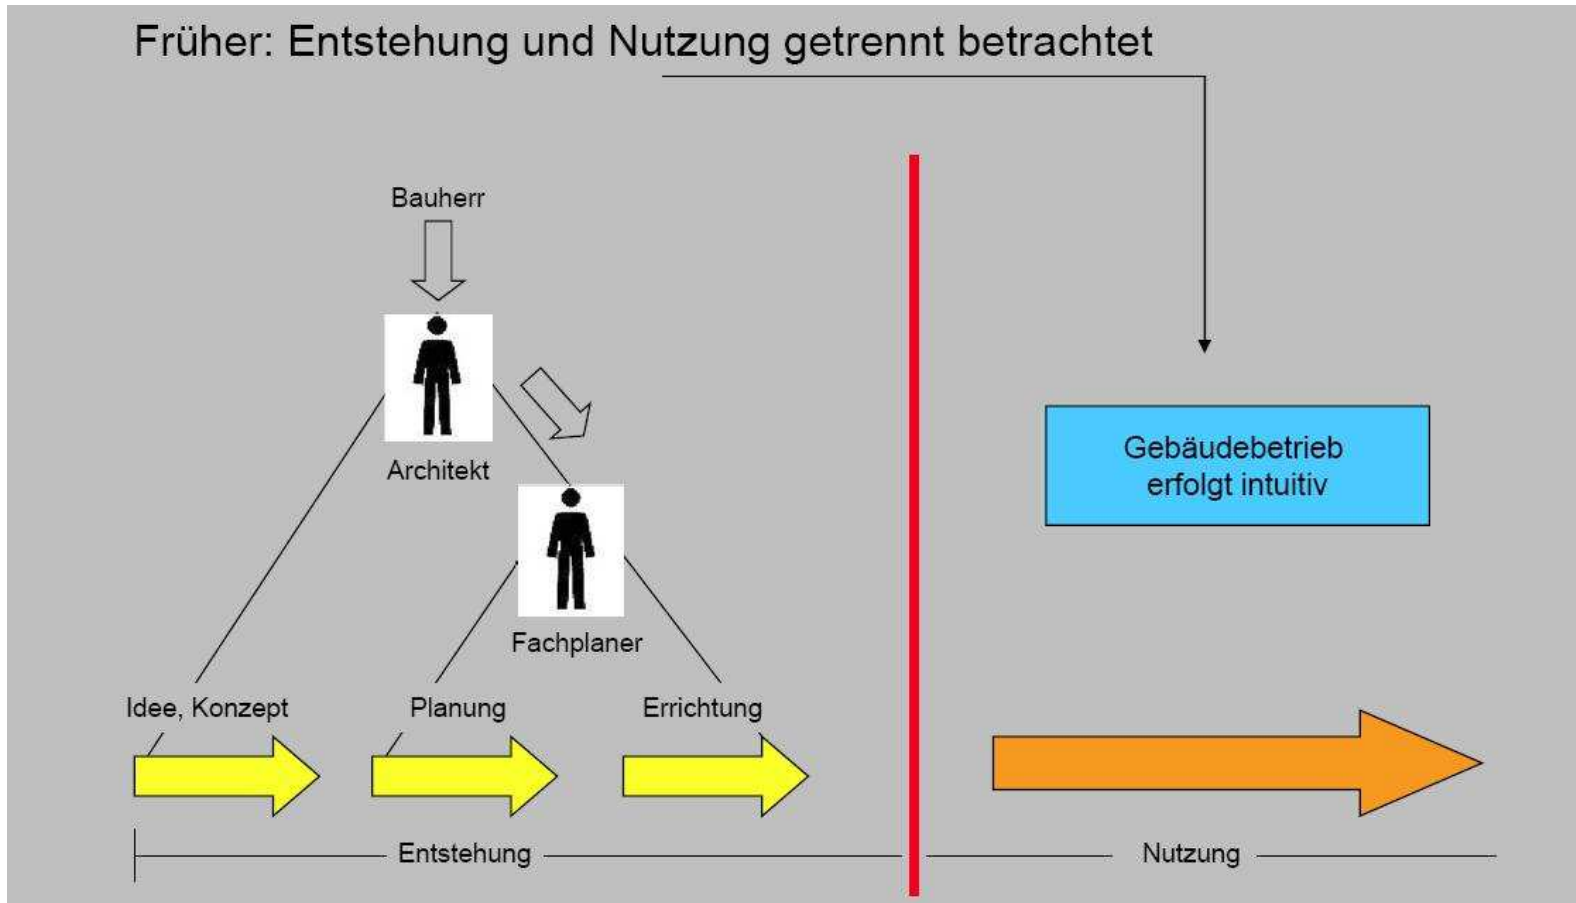 Früher: Entstehung und Nutzung getrennt betrachtet
Bauherr
Architekt
Fachplaner
Gebäudebetrieb
erfolgt intuitiv
Idee, Konzept
Planung
Errichtung
Entstehung
Nutzung